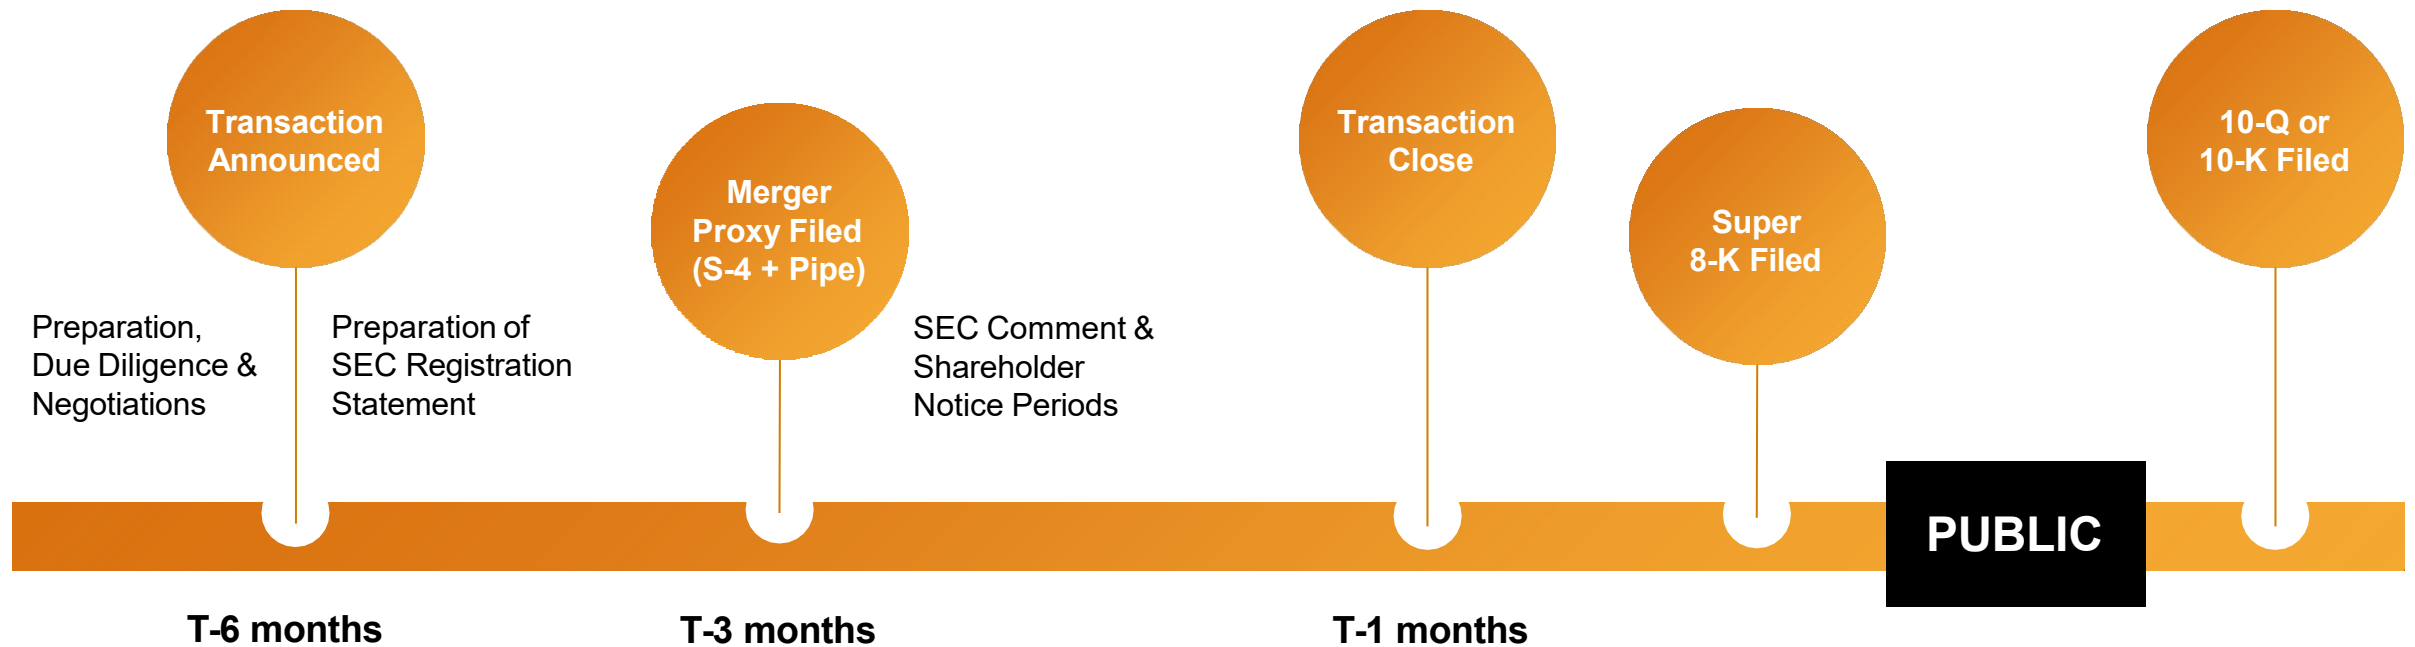 Transaction
Announced
Merger
Proxy Filed
(S-4 + Pipe)
Transaction
Close
Super
8-K Filed
10-Q or
10-K Filed
Preparation,
Due Diligence &
Negotiations
Preparation of
SEC Registration
Statement
SEC Comment &
Shareholder
Notice Periods
PUBLIC
T-6 months
T-3 months
T-1 months